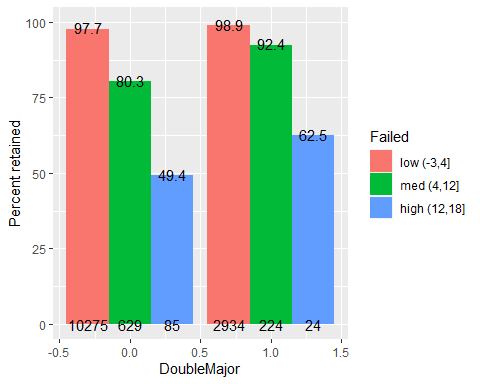 100
75
50
25
0
Percent retained
97.7
80.3
49.4
98.9
92.4
62.5
10275 629 85 2934 224 24
-0.5 0.0 0.5 1.0 1.5
DoubleMajor
Failed
low (-3,4]
med (4,12]
high (12,18]